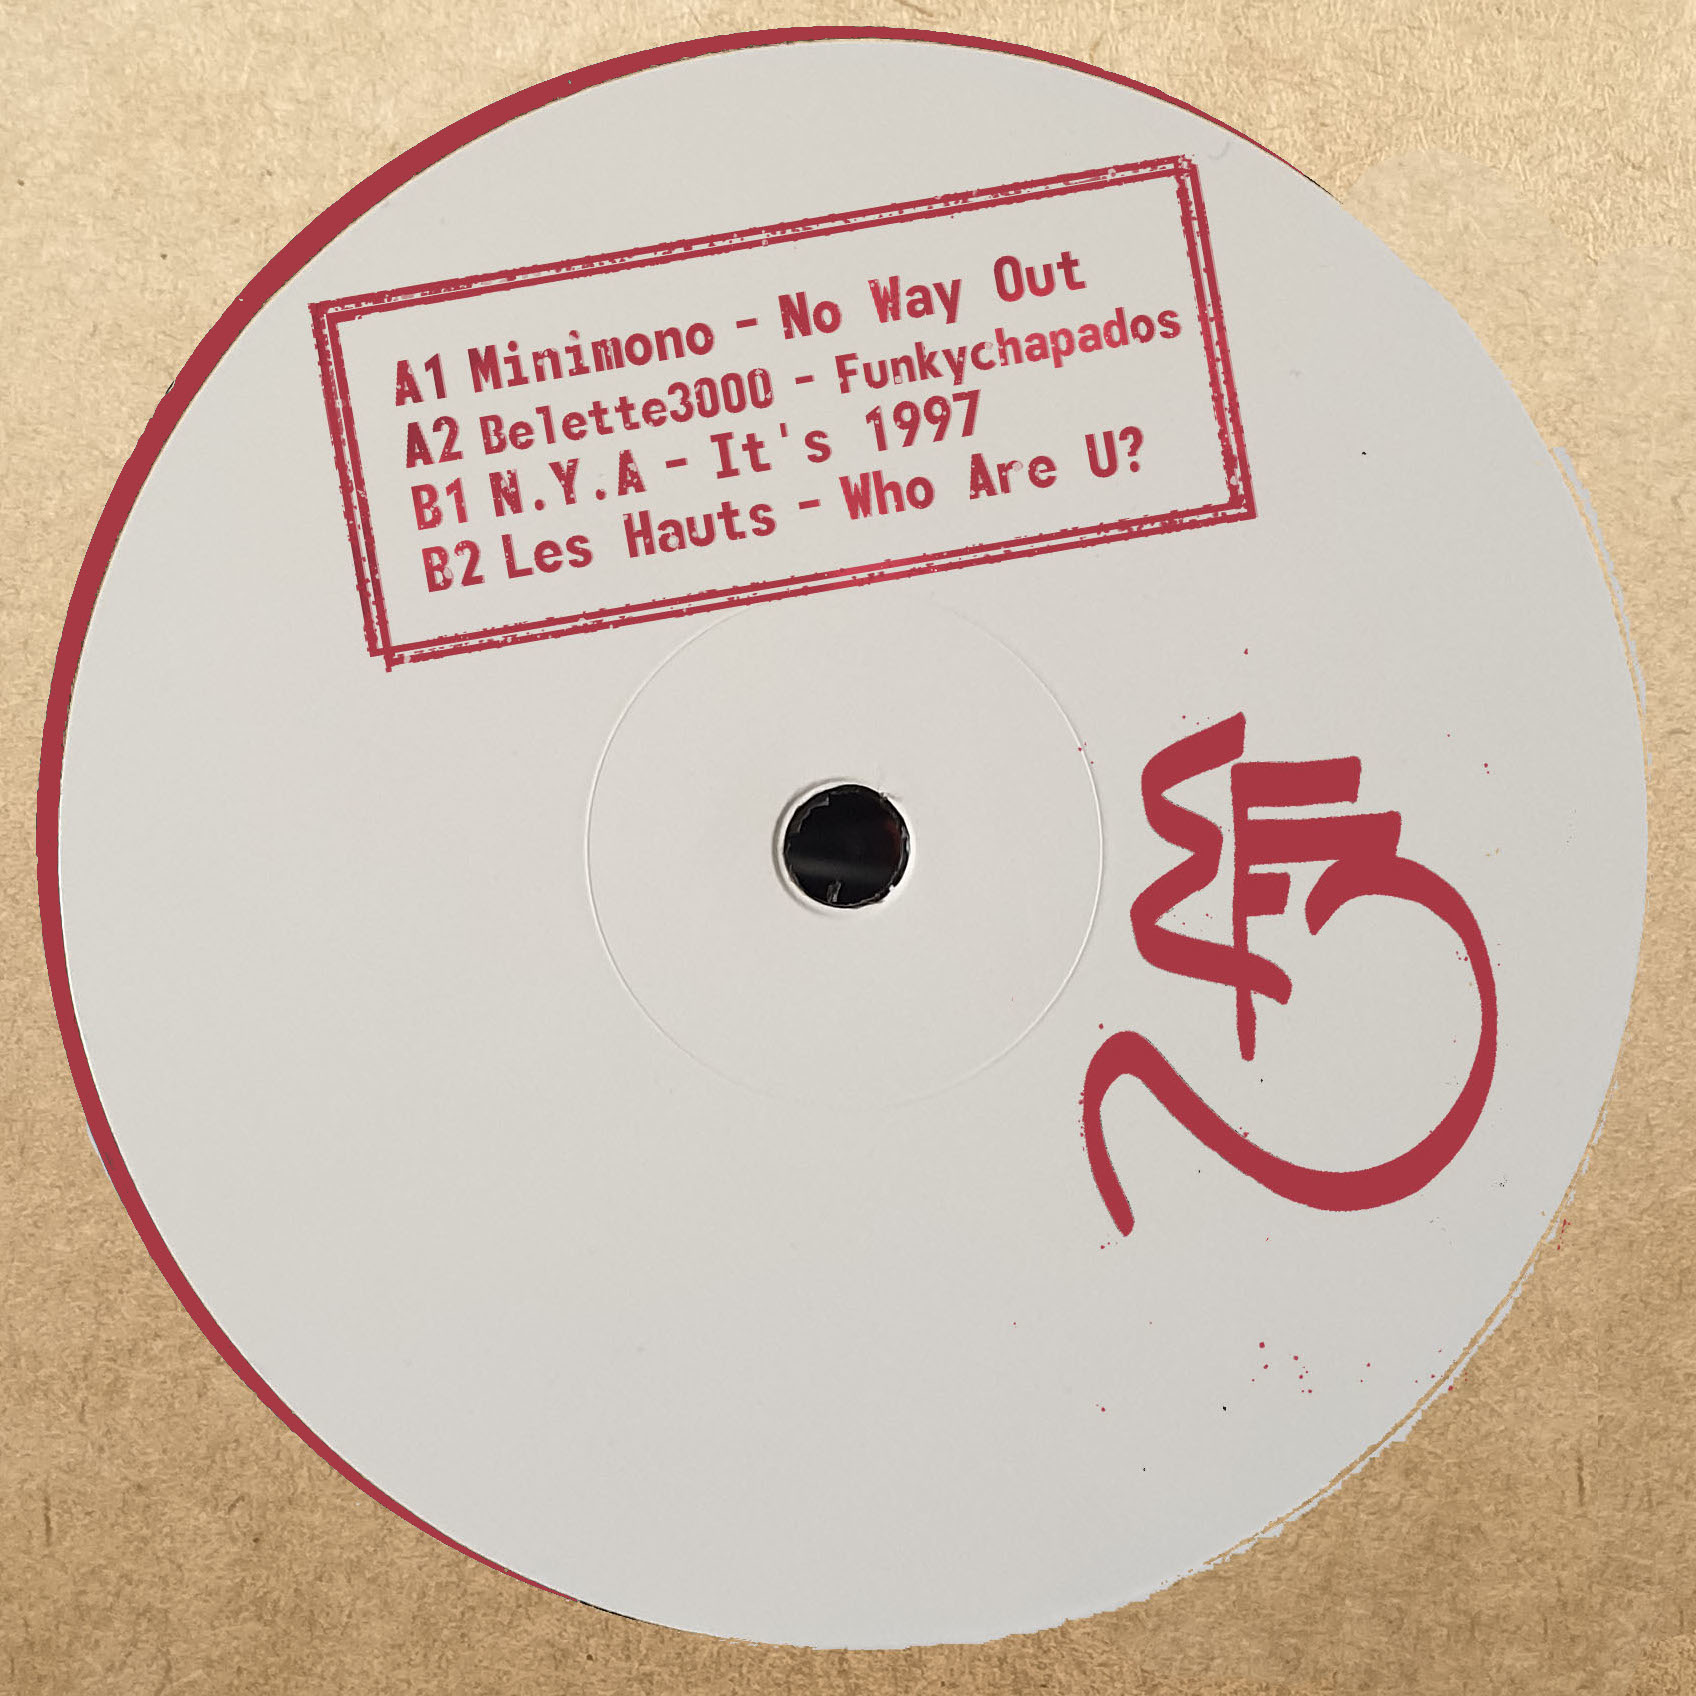 A1 Minimono - No Way Out
A2 Belette3000 - Funkychapados
B1 N.Y.A - It's 1997
B2 Les Hauts - Who Are U?